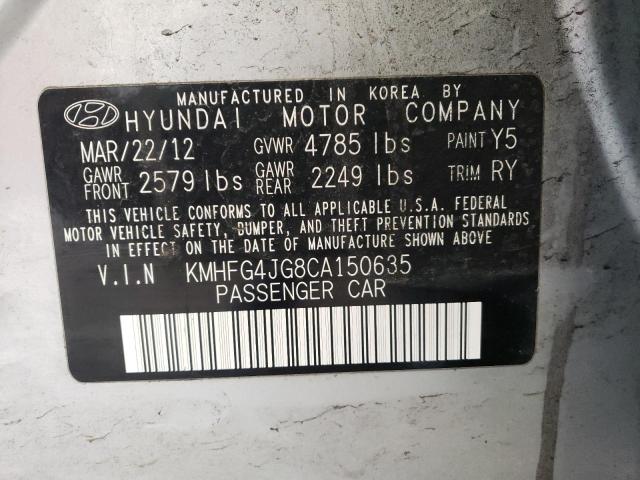 MANUFACTURED IN KOREA BY
HYUNDAI MOTOR COMPANY
MAR/22/12 GVWR 4785 lbs PAINT Y5
GAWR FRONT 2579 lbs GAWR REAR 2249 lbs TRIM RY
THIS VEHICLE CONFORMS TO ALL APPLICABLE U.S.A. FEDERAL
MOTOR VEHICLE SAFETY, BUMPER, AND THEFT PREVENTION STANDARDS
IN EFFECT ON THE DATE OF MANUFACTURE SHOWN ABOVE.
V.I.N KMHFG4JG8CA150635
PASSENGER CAR